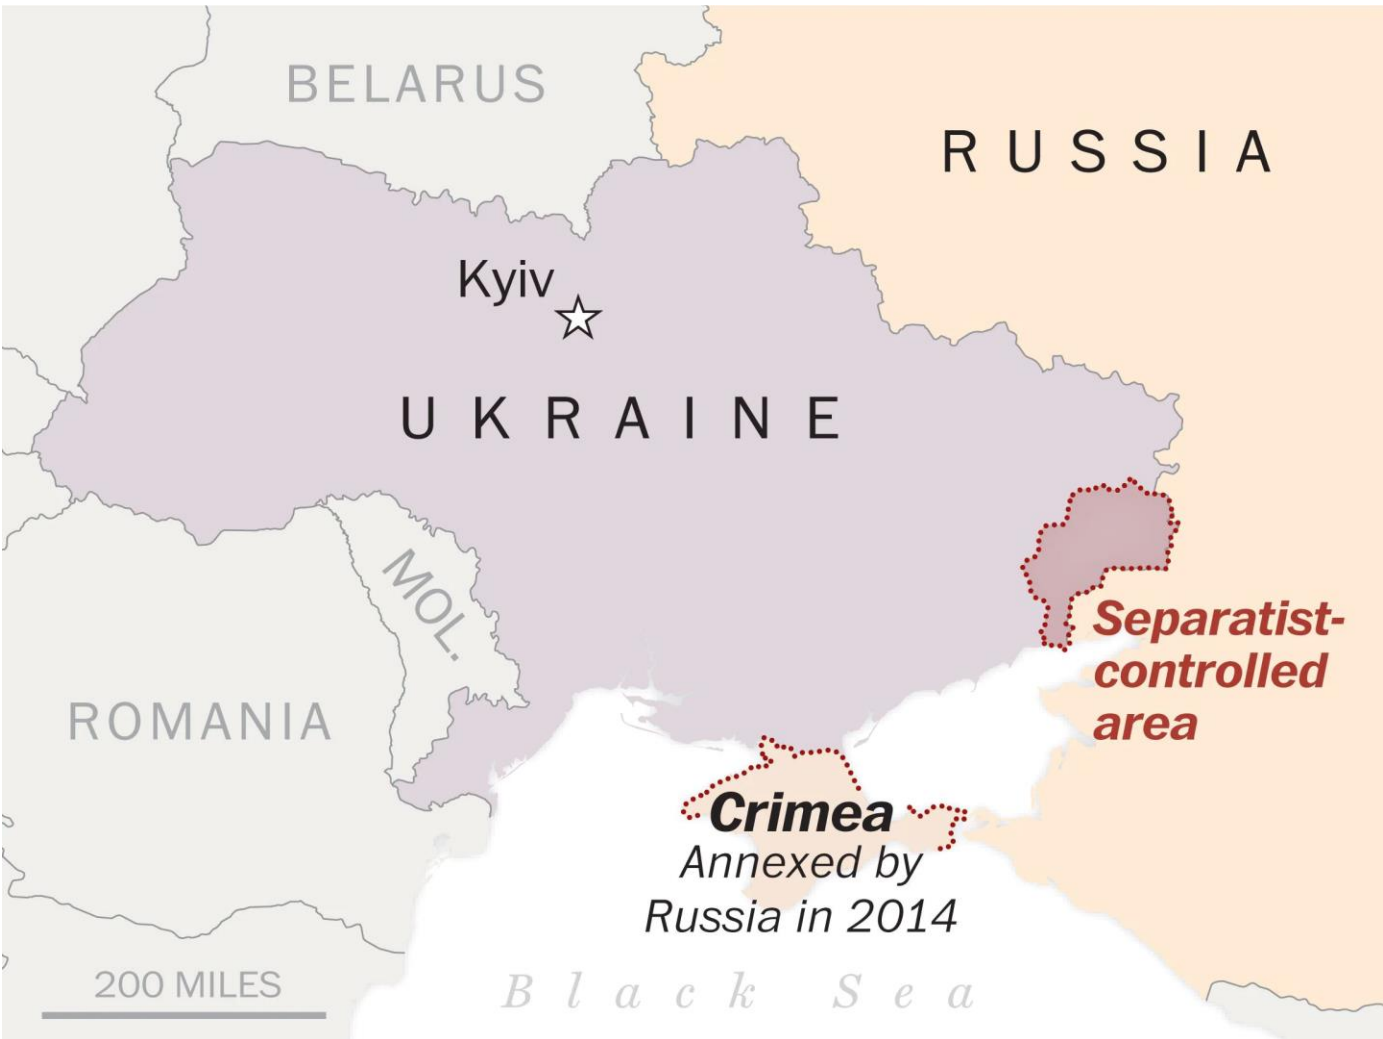 BELARUS
RUSSIA
Kyiv
UKRAINE
MOL.
Separatist-
controlled
area
ROMANIA
Crimea
Annexed by
Russia in 2014
200 MILES
Black Sea